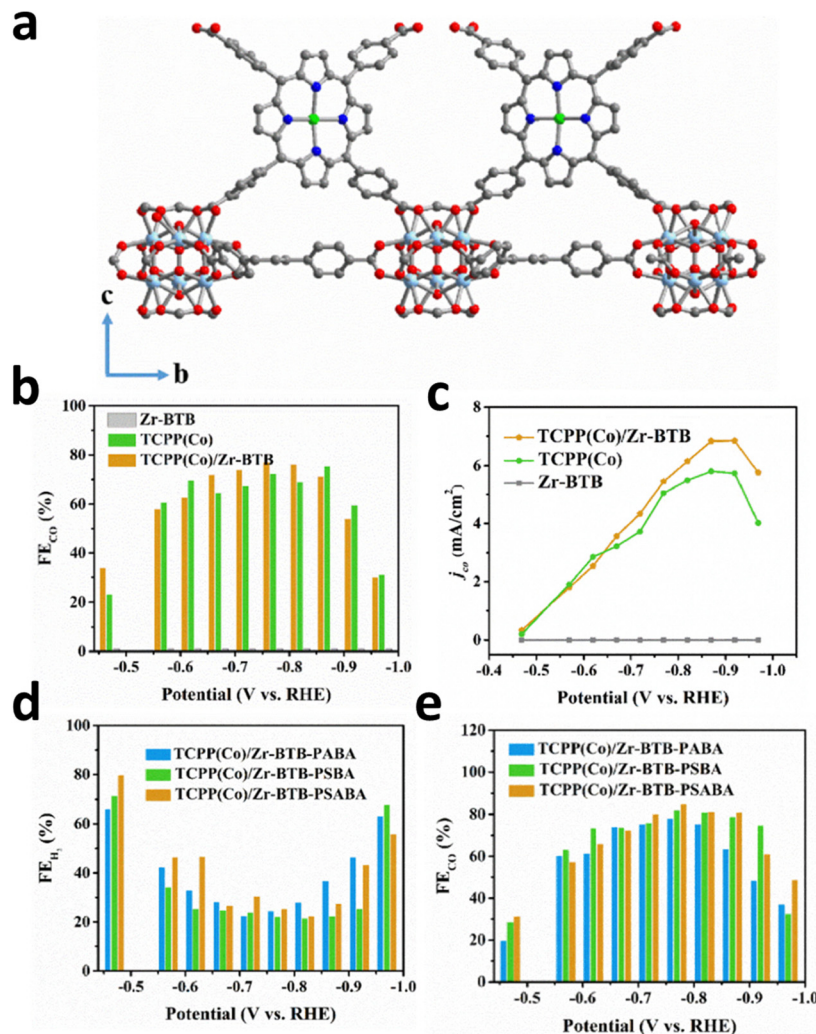 a
c
b
b
Zr-BTB
TCPP(Co)
TCPP(Co)/Zr-BTB
FECO (%)
100
80
60
40
20
0
-0.5 -0.6 -0.7 -0.8 -0.9 -1.0
Potential (V vs. RHE)
c
TCPP(Co)/Zr-BTB
TCPP(Co)
Zr-BTB
jco (mA/cm²)
8
6
4
2
0
-0.4 -0.5 -0.6 -0.7 -0.8 -0.9 -1.0
Potential (V vs. RHE)
d
TCPP(Co)/Zr-BTB-PABA
TCPP(Co)/Zr-BTB-PSBA
TCPP(Co)/Zr-BTB-PSABA
FEH2 (%)
100
80
60
40
20
0
-0.5 -0.6 -0.7 -0.8 -0.9 -1.0
Potential (V vs. RHE)
e
TCPP(Co)/Zr-BTB-PABA
TCPP(Co)/Zr-BTB-PSBA
TCPP(Co)/Zr-BTB-PSABA
FECO (%)
120
100
80
60
40
20
0
-0.5 -0.6 -0.7 -0.8 -0.9 -1.0
Potential (V vs. RHE)